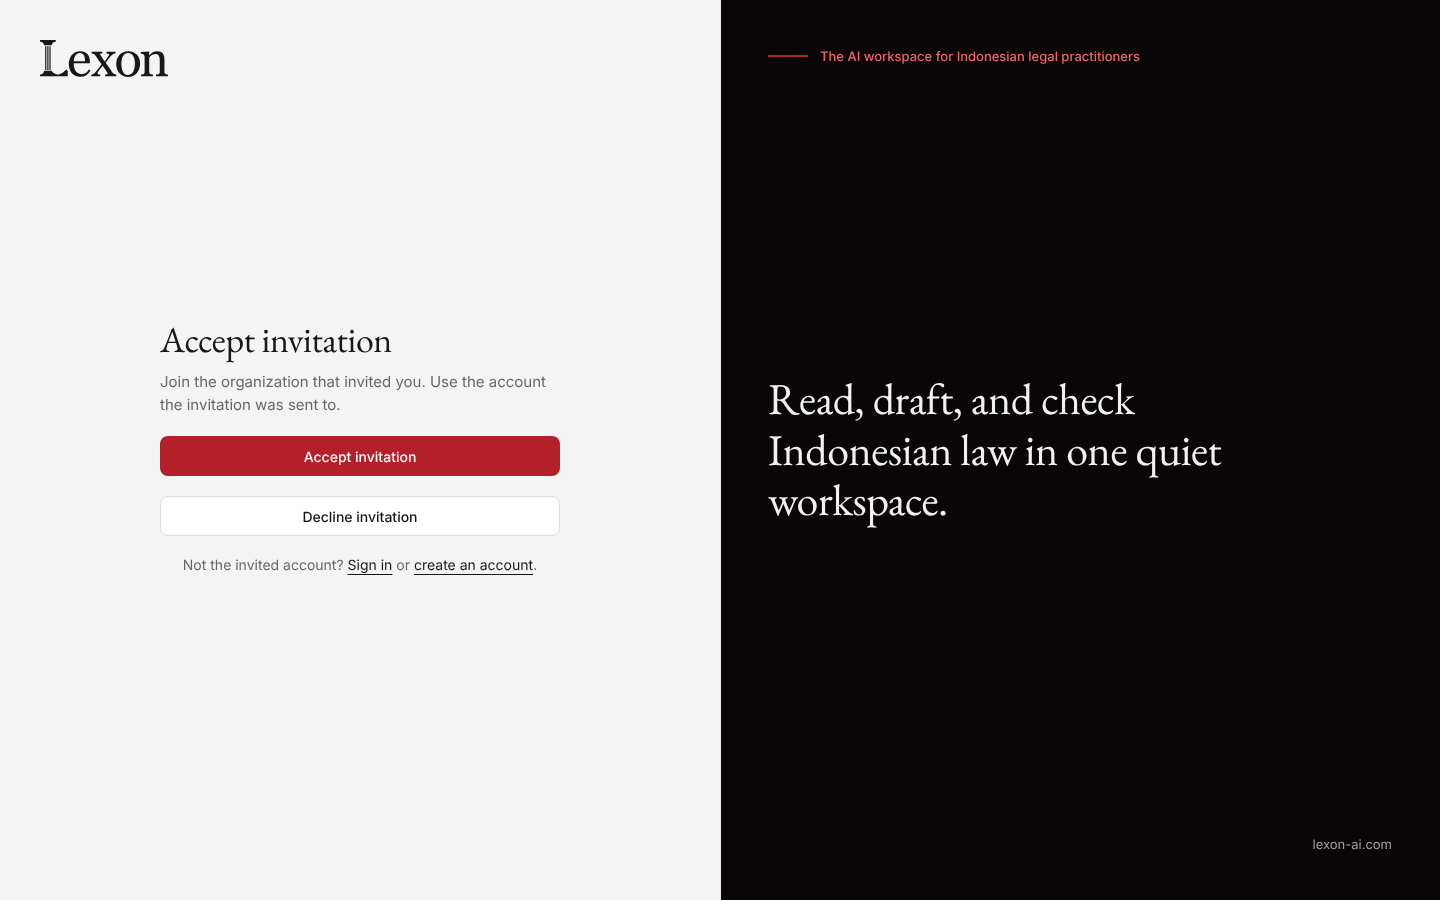 Lexon
Accept invitation
Join the organization that invited you. Use the account
the invitation was sent to.
Accept invitation
Decline invitation
Not the invited account? Sign in or create an account.
The AI workspace for Indonesian legal practitioners
Read, draft, and check
Indonesian law in one quiet
workspace.
lexon-ai.com